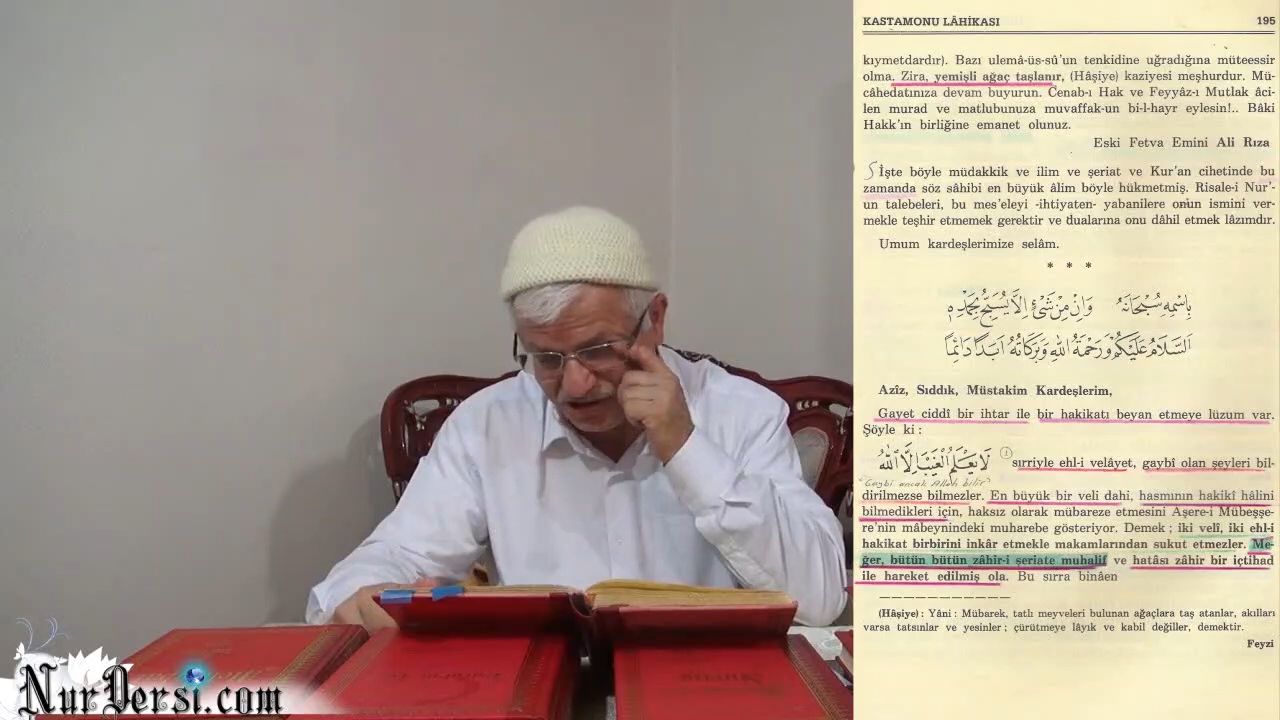 KASTAMONU LÂHİKASI 195
kıymetdardır). Bazı ulemâ-üs-sû'un tenkidine uğradığına müteessir
olma. Zira, yemişli ağaç taşlanır, (Hâşiye) kaziyesi meşhurdur. Mü-
câhedatınıza devam buyurun. Cenab-ı Hak ve Feyyâz-ı Mutlak âci-
len murad ve matlubunuza muvaffak-un bi-l-hayr eylesin!.. Bâki
Hakk'ın birliğine emanet olunuz.
Eski Fetva Emini Ali Rıza
İşte böyle müdakkik ve ilim ve şeriat ve Kur'an cihetinde bu
zamanda söz sâhibi en büyük âlim böyle hükmetmiş. Risale-i Nur'-
un talebeleri, bu mes'eleyi -ihtiyaten- yabanilere onun ismini ver-
mekle teşhir etmemek gerektir ve dualarına onu dâhil etmek lâzımdır.
Umum kardeşlerimize selâm.
* * *
بِاسْمِهِ سُبْحَانَهُ وَاِنْ مِنْ شَىْءٍ اِلَّا يُسَبِّحُ بِحَمْدِهِ
اَلسَّلَامُ عَلَيْكُمْ وَرَحْمَةُ اللّٰهِ وَبَرَكَاتُهُ اَبَدًا دَائِمًا
Azîz, Sıddık, Müstakim Kardeşlerim,
Gayet ciddî bir ihtar ile bir hakikatı beyan etmeye lüzum var.
Şöyle ki :
لَا يَعْلَمُ الْغَيْبَ اِلَّا اللّٰهُ (1) sırriyle ehl-i velâyet, gaybî olan şeyleri bil-
"Gaybı ancak Allah bilir"
dirilmezse bilmezler. En büyük bir veli dahi, hasmının hakikî hâlini
bilmedikleri için, haksız olarak mübareze etmesini Aşere-i Mübeşşe-
re'nin mâbeynindeki muharebe gösteriyor. Demek ; iki velî, iki ehl-i
hakikat birbirini inkâr etmekle makamlarından sukut etmezler. Me-
ğer, bütün bütün zâhir-i şeriate muhalif ve hatâsı zâhir bir içtihad
ile hareket edilmiş ola. Bu sırra binâen
(Hâşiye) : Yâni : Mübarek, tatlı meyveleri bulunan ağaçlara taş atanlar, akılları
varsa tatsınlar ve yesinler ; çürütmeye lâyık ve kabil değiller, demektir.
Feyzi
NurDersi.com